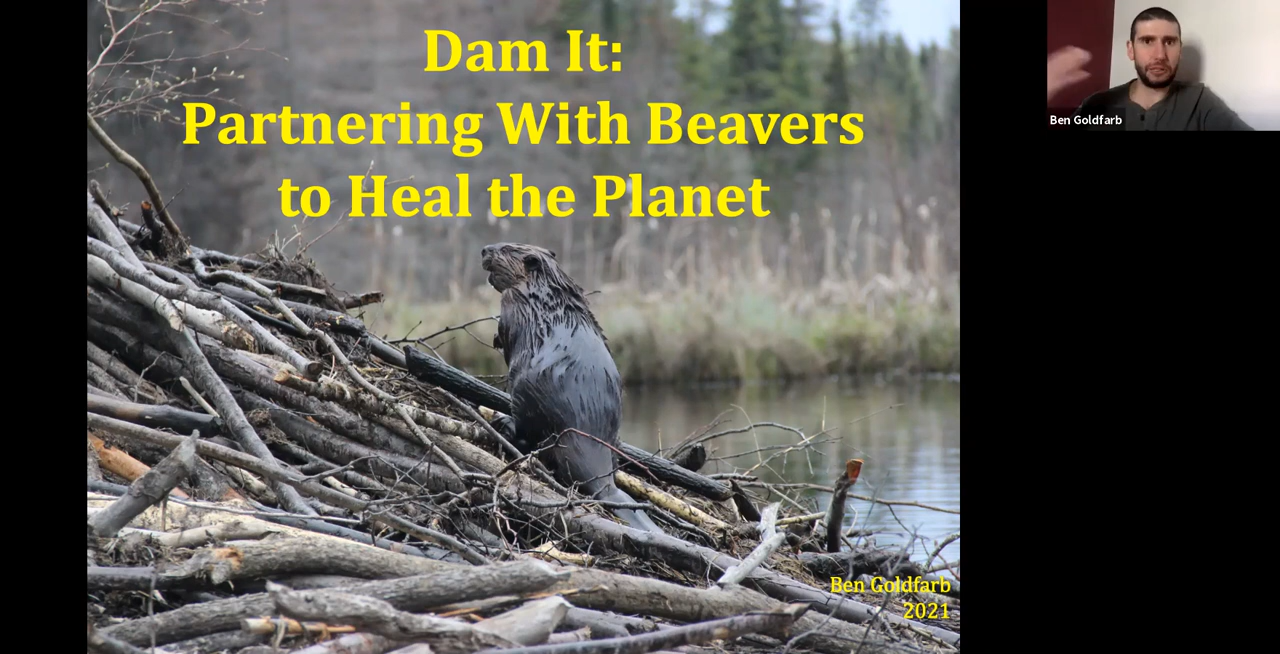 Dam It:
Partnering With Beavers
to Heal the Planet
Ben Goldfarb
2021
Ben Goldfarb